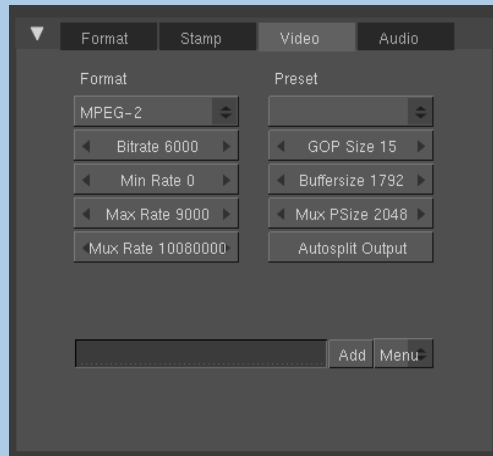 Format Stamp Video Audio
Format Preset
MPEG-2
Bitrate 6000 GOP Size 15
Min Rate 0 Buffersize 1792
Max Rate 9000 Mux PSize 2048
Mux Rate 10080000 Autosplit Output
Add Menu